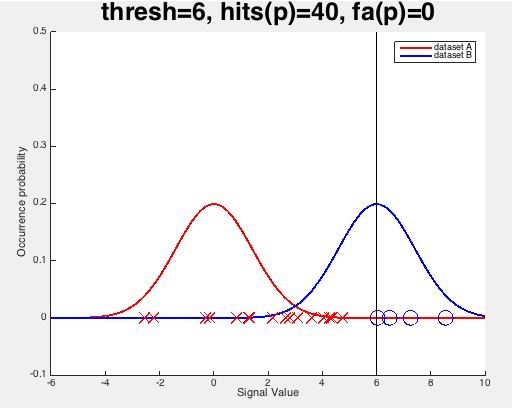 thresh=6, hits(p)=40, fa(p)=0
0.5
0.4
0.3
0.2
0.1
0
-0.1
Occurrence probability
dataset A
dataset B
-6 -4 -2 0 2 4 6 8 10
Signal Value